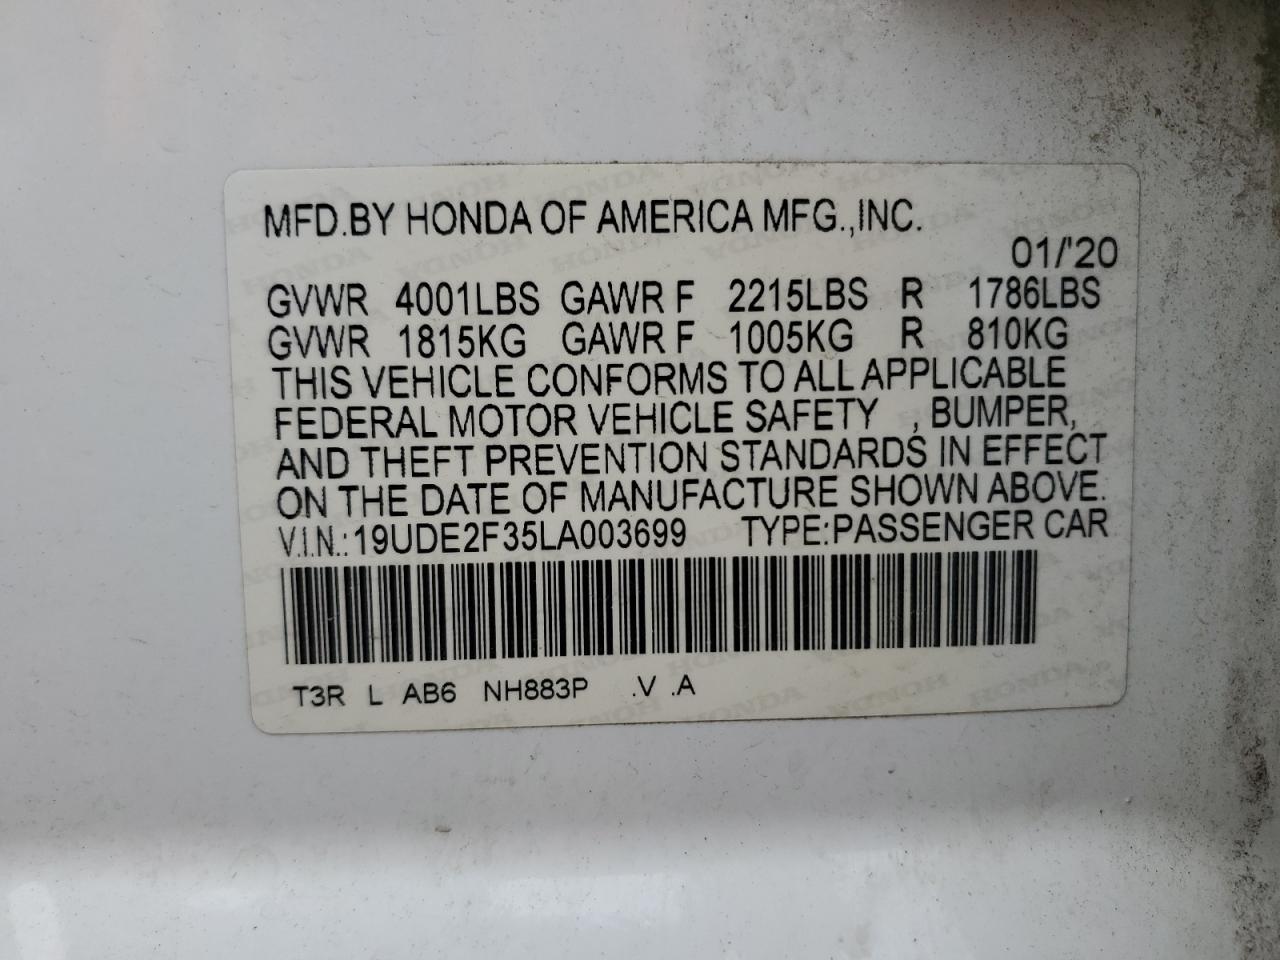 MFD.BY HONDA OF AMERICA MFG.,INC.
01/'20
GVWR 4001LBS GAWR F 2215LBS R 1786LBS
GVWR 1815KG GAWR F 1005KG R 810KG
THIS VEHICLE CONFORMS TO ALL APPLICABLE
FEDERAL MOTOR VEHICLE SAFETY , BUMPER,
AND THEFT PREVENTION STANDARDS IN EFFECT
ON THE DATE OF MANUFACTURE SHOWN ABOVE.
V.I.N.:19UDE2F35LA003699 TYPE:PASSENGER CAR
T3R L AB6 NH883P .V .A